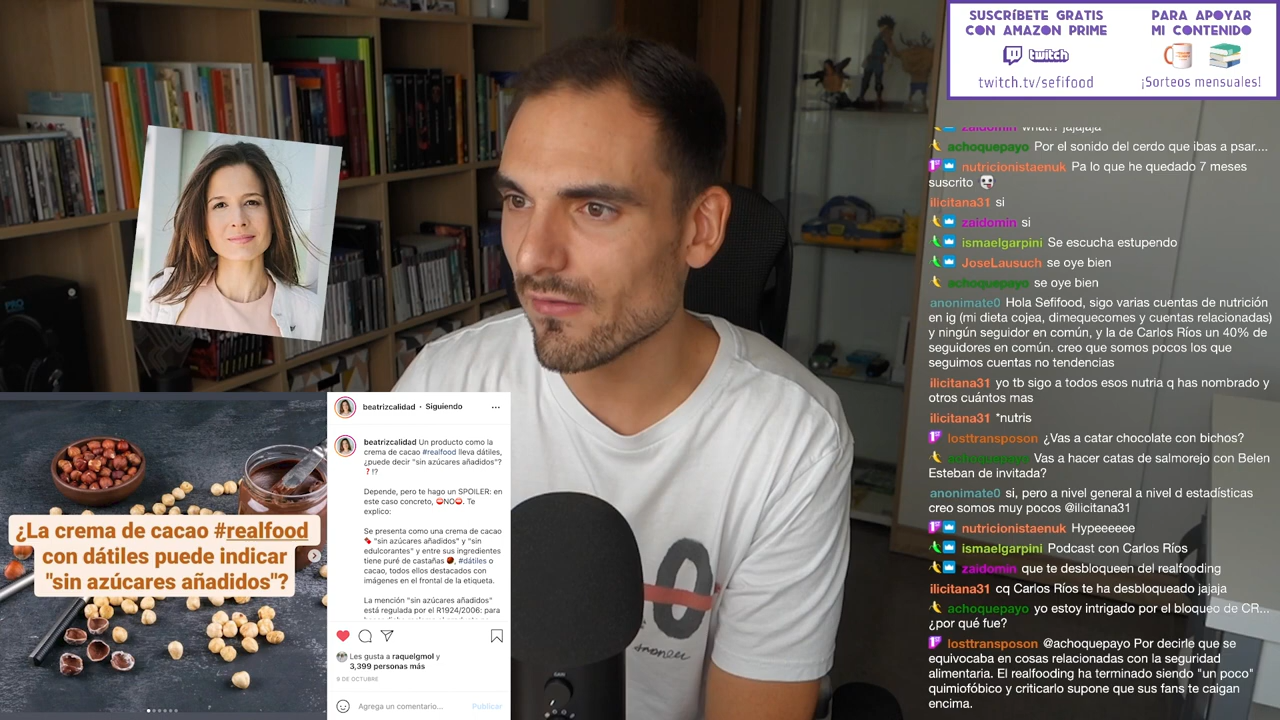 SUSCRÍBETE GRATIS
CON AMAZON PRIME
twitch
twitch.tv/sefifood
PARA APOYAR
MI CONTENIDO
¡Sorteos mensuales!
zaidomin what?? jajajaja
achoquepayo Por el sonido del cerdo que ibas a psar....
nutricionistaenuk Pa lo que he quedado 7 meses
suscrito
ilicitana31 si
zaidomin si
ismaelgarpini Se escucha estupendo
JoseLausuch se oye bien
achoquepayo se oye bien
anonimate0 Hola Sefifood, sigo varias cuentas de nutrición
en ig (mi dieta cojea, dimequecomes y cuentas relacionadas)
y ningún seguidor en común, y la de Carlos Ríos un 40% de
seguidores en común. creo que somos pocos los que
seguimos cuentas no tendencias
ilicitana31 yo tb sigo a todos esos nutria q has nombrado y
otros cuántos mas
ilicitana31 *nutris
losttransposon ¿Vas a catar chocolate con bichos?
achoquepayo Vas a hacer catas de salmorejo con Belen
Esteban de invitada?
anonimate0 si, pero a nivel general a nivel d estadísticas
creo somos muy pocos @ilicitana31
nutricionistaenuk Hypeeeeee
ismaelgarpini Podcast con Carlos Ríos
zaidomin que te desbloqueen del realfooding
ilicitana31 cq Carlos Ríos te ha desbloqueado jajaja
achoquepayo yo estoy intrigado por el bloqueo de CR...
¿por qué fue?
losttransposon @achoquepayo Por decirle que se
equivocaba en cosas relacionadas con la seguridad
alimentaria. El realfooding ha terminado siendo "un poco"
quimiofóbico y criticarlo supone que sus fans te caigan
encima.
¿La crema de cacao #realfood
con dátiles puede indicar
"sin azúcares añadidos"?
beatrizcalidad • Siguiendo
beatrizcalidad Un producto como la
crema de cacao #realfood lleva dátiles,
¿puede decir "sin azúcares añadidos"?
❓⁉
Depende, pero te hago un SPOILER: en
este caso concreto, ⛔NO⛔. Te
explico:
Se presenta como una crema de cacao
🍫 "sin azúcares añadidos" y "sin
edulcorantes" y entre sus ingredientes
tiene puré de castañas 🌰, #dátiles o
cacao, todos ellos destacados con
imágenes en el frontal de la etiqueta.
La mención "sin azúcares añadidos"
está regulada por el R1924/2006: para
Les gusta a raquelgmol y
3,399 personas más
9 DE OCTUBRE
Agrega un comentario...
Publicar